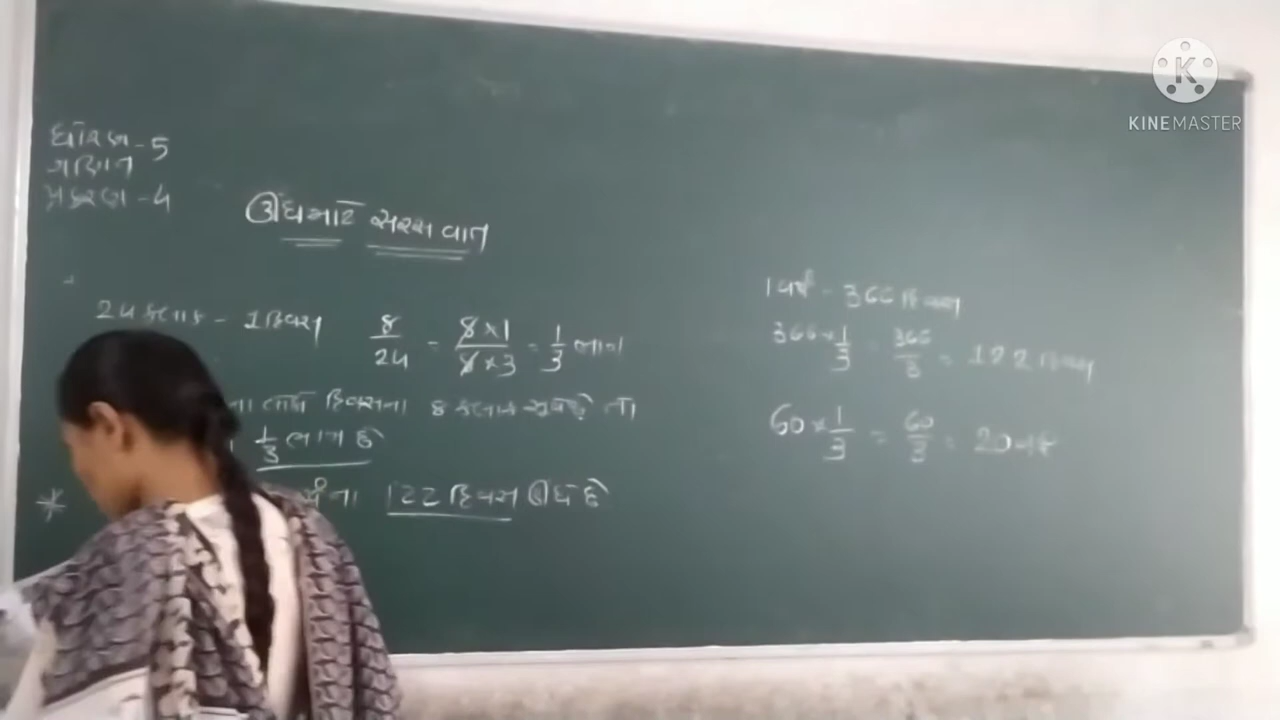 ધોરણ-5
ગણિત
પ્રકરણ-4
ઊંઘમાટે સરસ વાત
24 કલાક - 1 દિવસ 8/24 = 8×1/8×3 = 1/3 ભાગ
ના બાર્બ દિવસના 8 કલાક સુવે છે તો
1/3 ભાગ છે
* ના 122 દિવસ ઊંઘે છે
1 વર્ષ - 366 દિવસ
366×1/3 = 366/3 = 122 દિવસ
60×1/3 = 60/3 = 20 વર્ષ
KINEMASTER